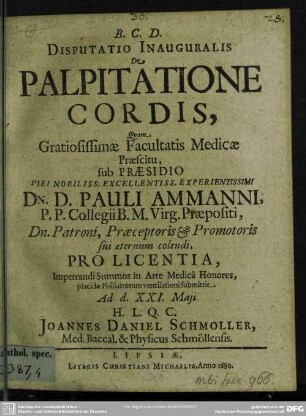 B. C. D.
DISPUTATIO INAUGURALIS
De
PALPITATIONE
CORDIS,
Quam
Gratiosissimæ Facultatis Medicæ
Præscitu,
sub PRÆSIDIO
VIRI NOBILISS. EXCELLENTISS. EXPERIENTISSIMI
DN. D. PAULI AMMANNI,
P. P. Collegii B. M. Virg. Præpositi,
Dn. Patroni, Præceptoris & Promotoris
sui æternum colendi,
PRO LICENTIA,
Impetrandi Summos in Arte Medicâ Honores,
placidæ Philiatrorum ventilationi submittit
Ad d. XXI. Maji
H. L. Q. C.
JOANNES DANIEL SCHMOLLER,
Med. Baccal. & Physicus Schmöllensis.
LIPSIÆ,
LITERIS CHRISTIANI MICHAELIS, Anno 1680.